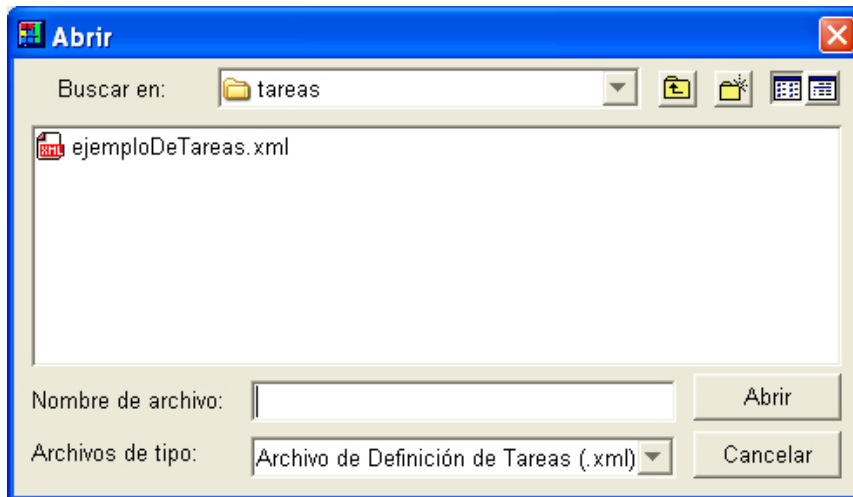 Abrir
Buscar en: tareas
XML ejemploDeTareas.xml
Nombre de archivo: Abrir
Archivos de tipo: Archivo de Definición de Tareas (.xml) Cancelar